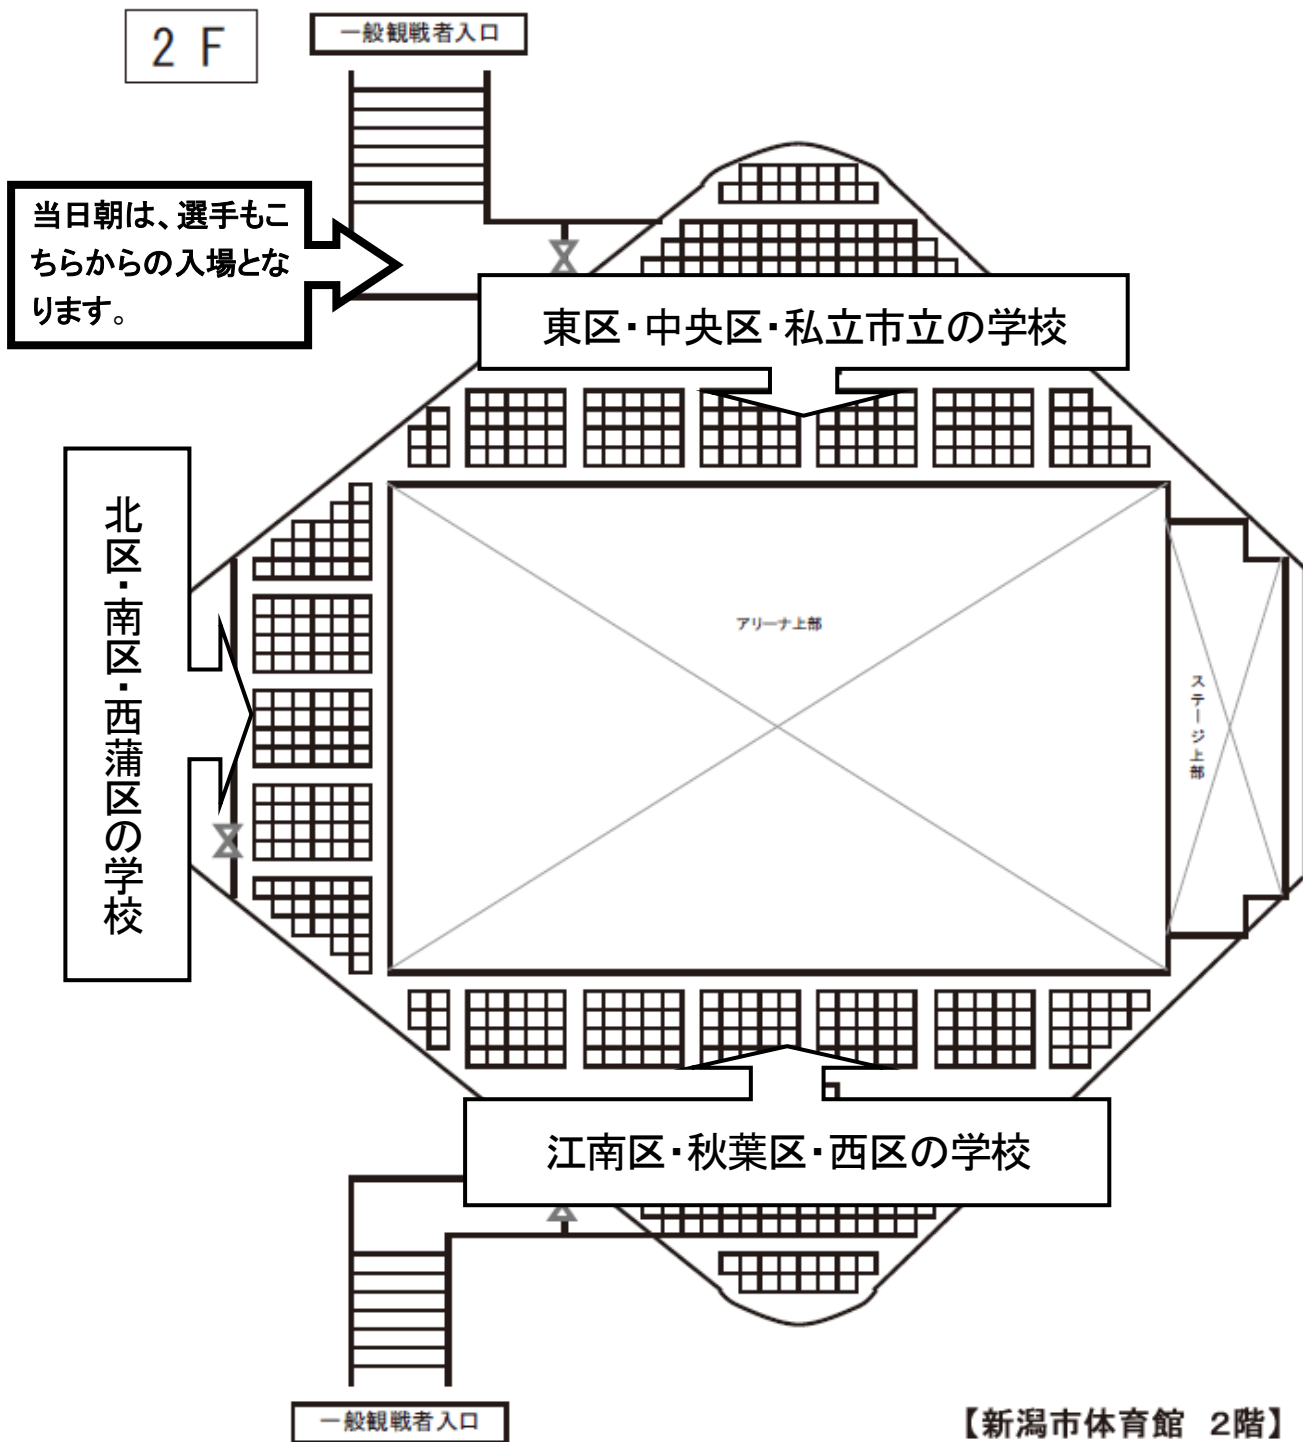 2 F
一般観戦者入口
当日朝は、選手もこ
ちらからの入場とな
ります。
東区・中央区・私立市立の学校
北区・南区・西蒲区の学校
アリーナ上部
ステージ上部
江南区・秋葉区・西区の学校
一般観戦者入口
【新潟市体育館 2階】